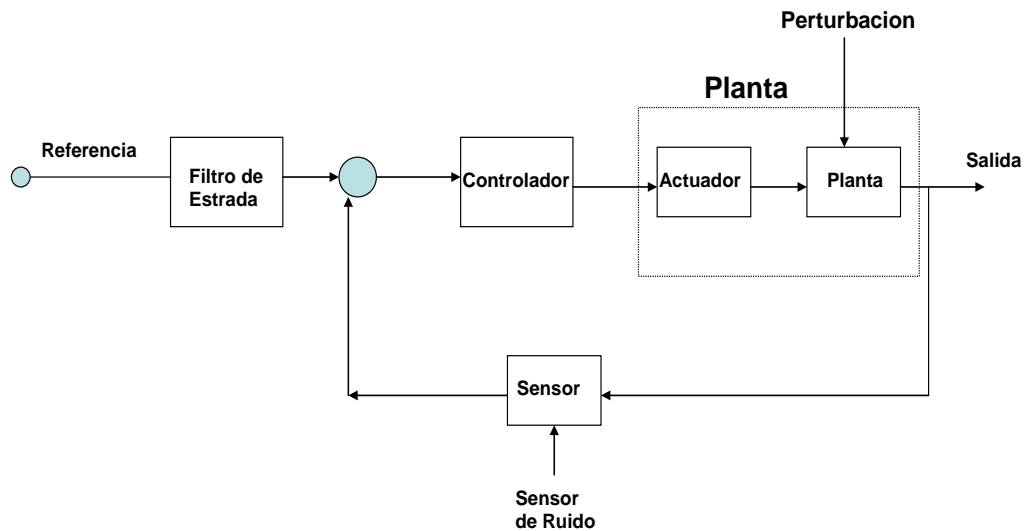 Perturbacion
Planta
Referencia
Filtro de
Estrada
Controlador
Actuador
Planta
Salida
Sensor
Sensor
de Ruido